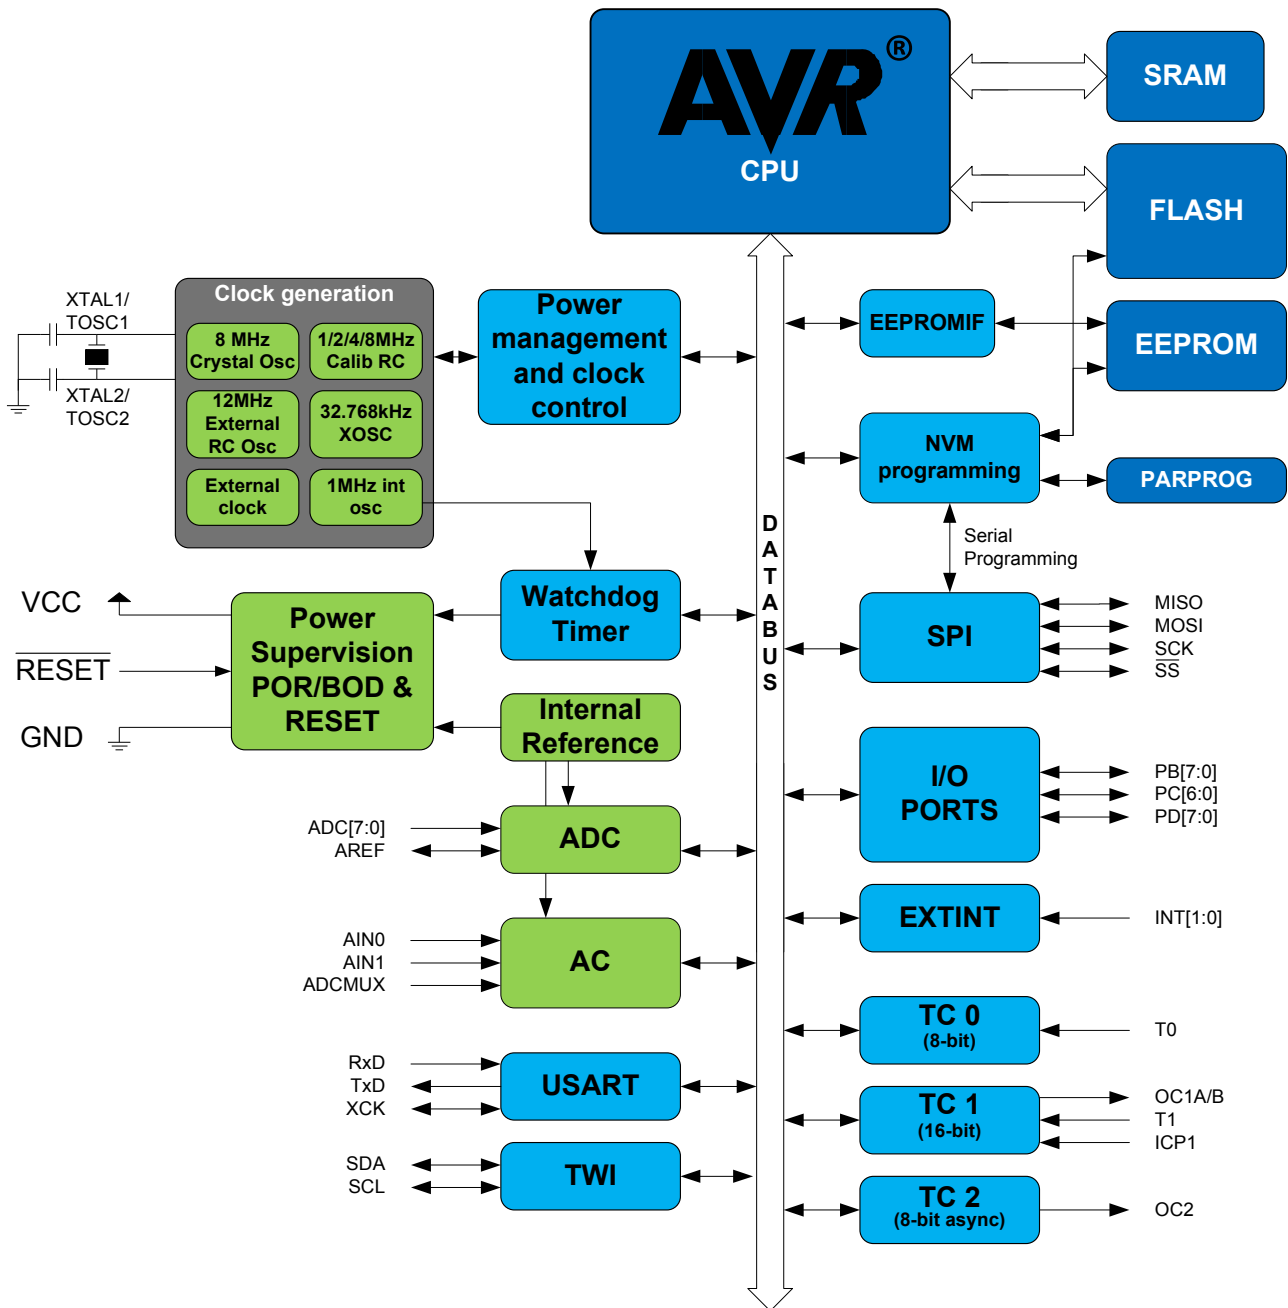 AVR®
CPU
SRAM
FLASH
EEPROM
PARPROG
Clock generation
8 MHz
Crystal Osc
1/2/4/8MHz
Calib RC
12MHz
External
RC Osc
32.768kHz
XOSC
External
clock
1MHz int
osc
XTAL1/
TOSC1
XTAL2/
TOSC2
Power
management
and clock
control
EEPROMIF
NVM
programming
Serial
Programming
DATABUS
VCC
RESET
GND
Power
Supervision
POR/BOD &
RESET
Watchdog
Timer
Internal
Reference
SPI
MISO
MOSI
SCK
SS
I/O
PORTS
PB[7:0]
PC[6:0]
PD[7:0]
ADC[7:0]
AREF
ADC
AIN0
AIN1
ADCMUX
AC
EXTINT
INT[1:0]
TC 0
(8-bit)
T0
RxD
TxD
XCK
USART
TC 1
(16-bit)
OC1A/B
T1
ICP1
SDA
SCL
TWI
TC 2
(8-bit async)
OC2